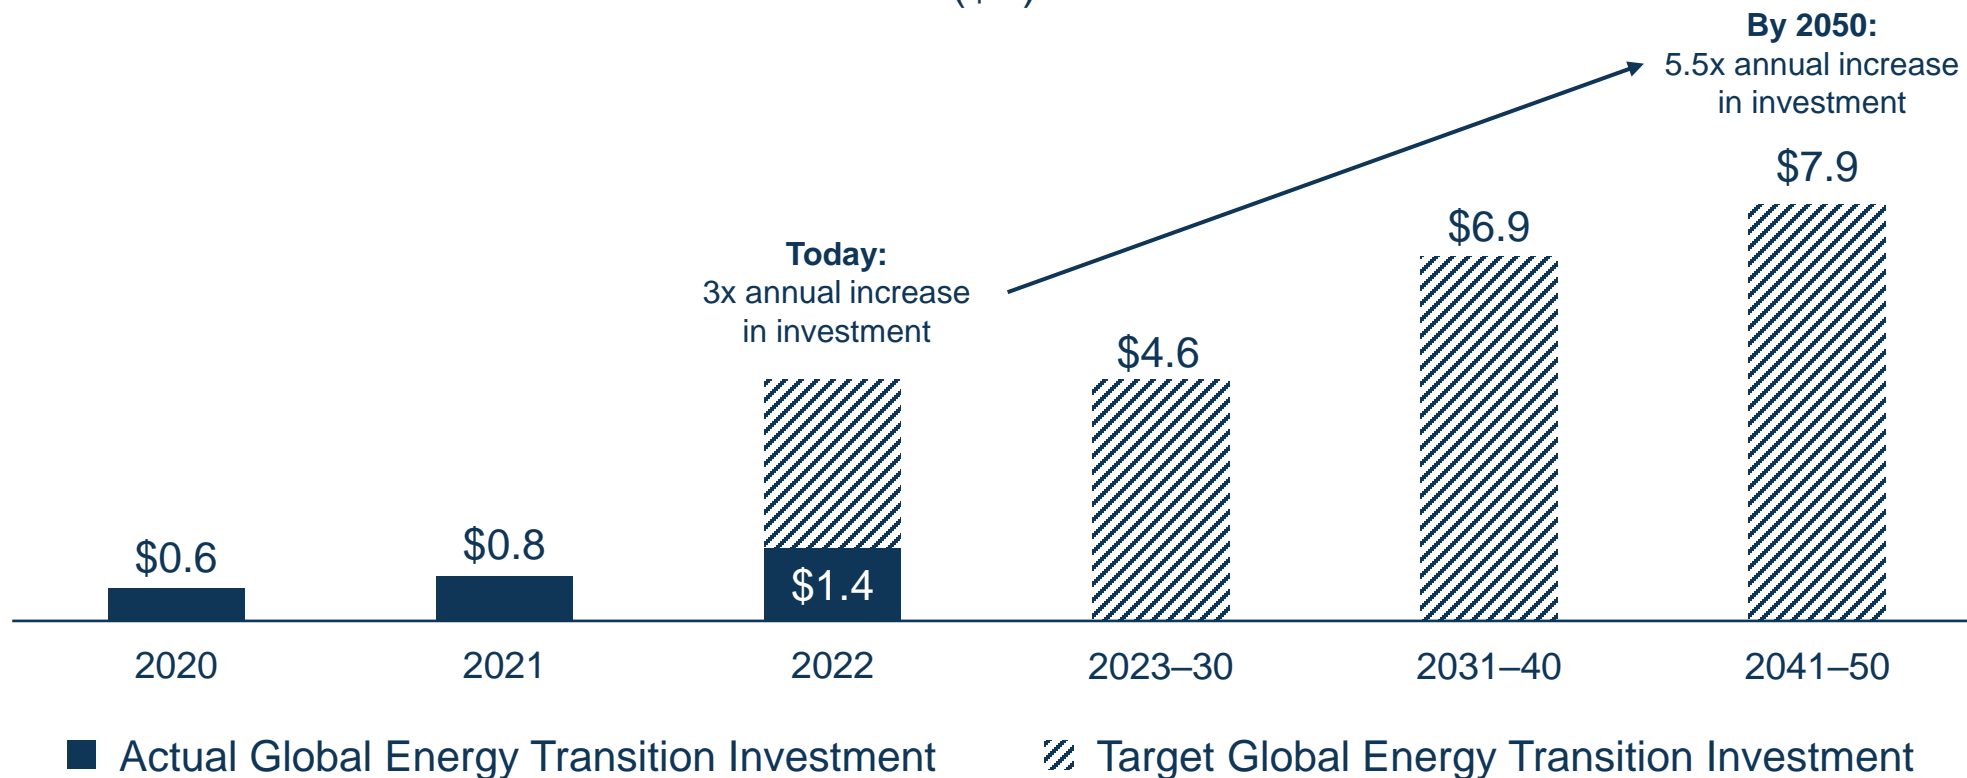 By 2050:
5.5x annual increase
in investment
$7.9
$6.9
Today:
3x annual increase
in investment
$4.6
$0.8
$0.6
$1.4
2020
2021
2022
2023–30
2031–40
2041–50
Actual Global Energy Transition Investment
Target Global Energy Transition Investment